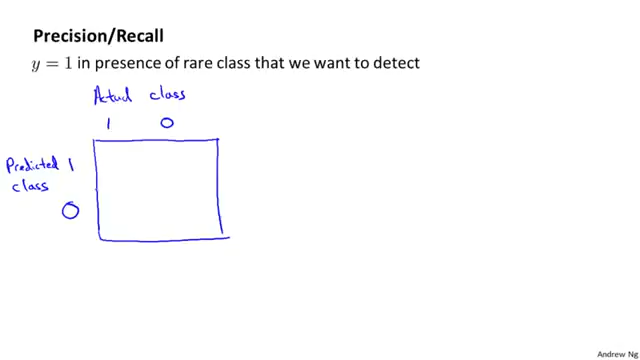 Precision/Recall
y = 1 in presence of rare class that we want to detect
Actual class
1 0
Predicted 1
class
0
Andrew Ng